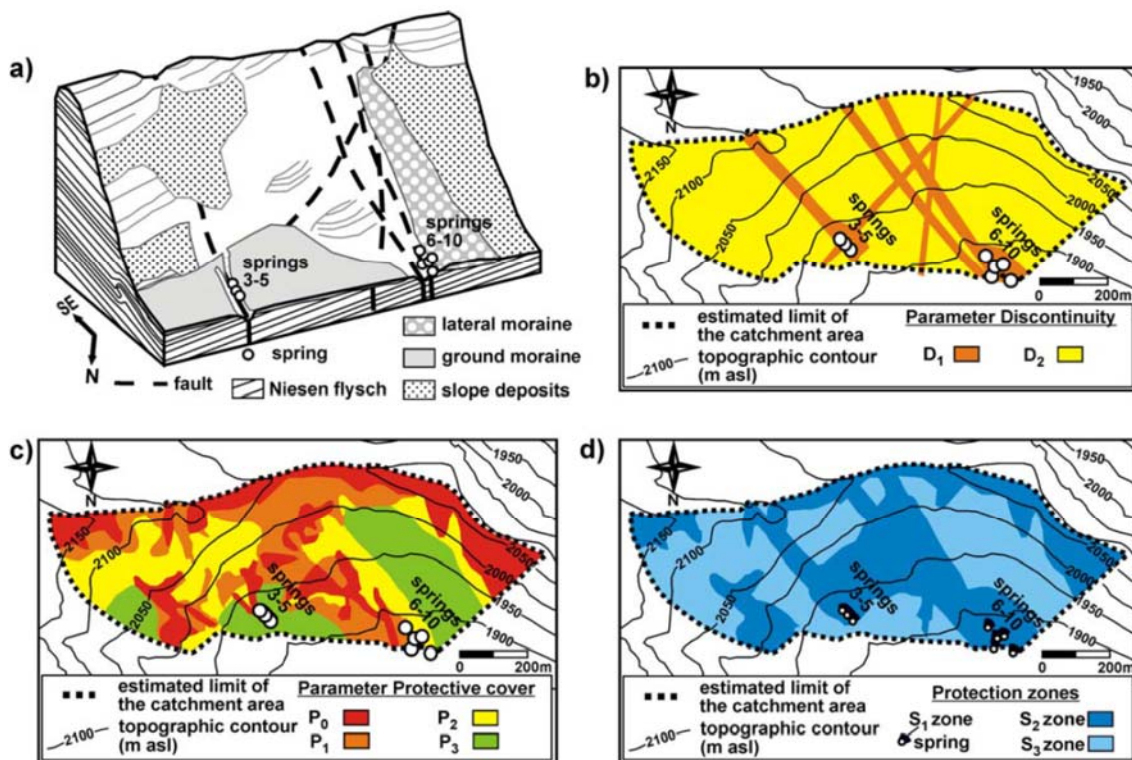 a)
springs
6-10
springs
3-5
SE
N
spring
fault
Niesen flysch
lateral moraine
ground moraine
slope deposits
b)
N
1950
2000
2150
2100
2050
2050
2000
1950
1900
springs
3-5
springs
6-10
200m
estimated limit of
the catchment area
2100
topographic contour
(m asl)
Parameter Discontinuity
D1
D2
c)
N
1950
2000
2150
2100
2050
2050
2000
1950
1900
springs
3-5
springs
6-10
200m
estimated limit of
the catchment area
2100
topographic contour
(m asl)
Parameter Protective cover
P0
P2
P1
P3
d)
N
1950
2000
2150
2100
2050
2050
2000
1950
1900
springs
3-5
springs
6-10
200m
estimated limit of
the catchment area
2100
topographic contour
(m asl)
Protection zones
S1 zone
S2 zone
spring
S3 zone